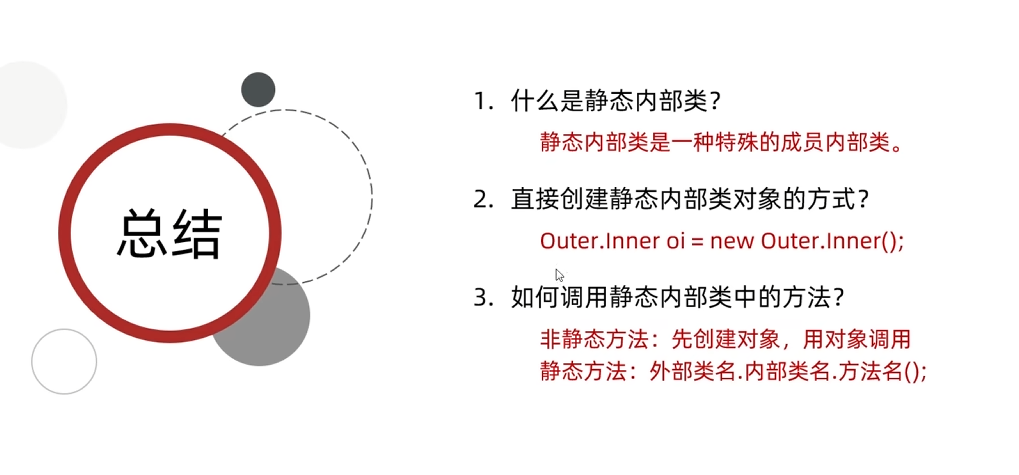 总结
1. 什么是静态内部类？
静态内部类是一种特殊的成员内部类。
2. 直接创建静态内部类对象的方式？
Outer.Inner oi = new Outer.Inner();
3. 如何调用静态内部类中的方法？
非静态方法：先创建对象，用对象调用
静态方法：外部类名.内部类名.方法名();